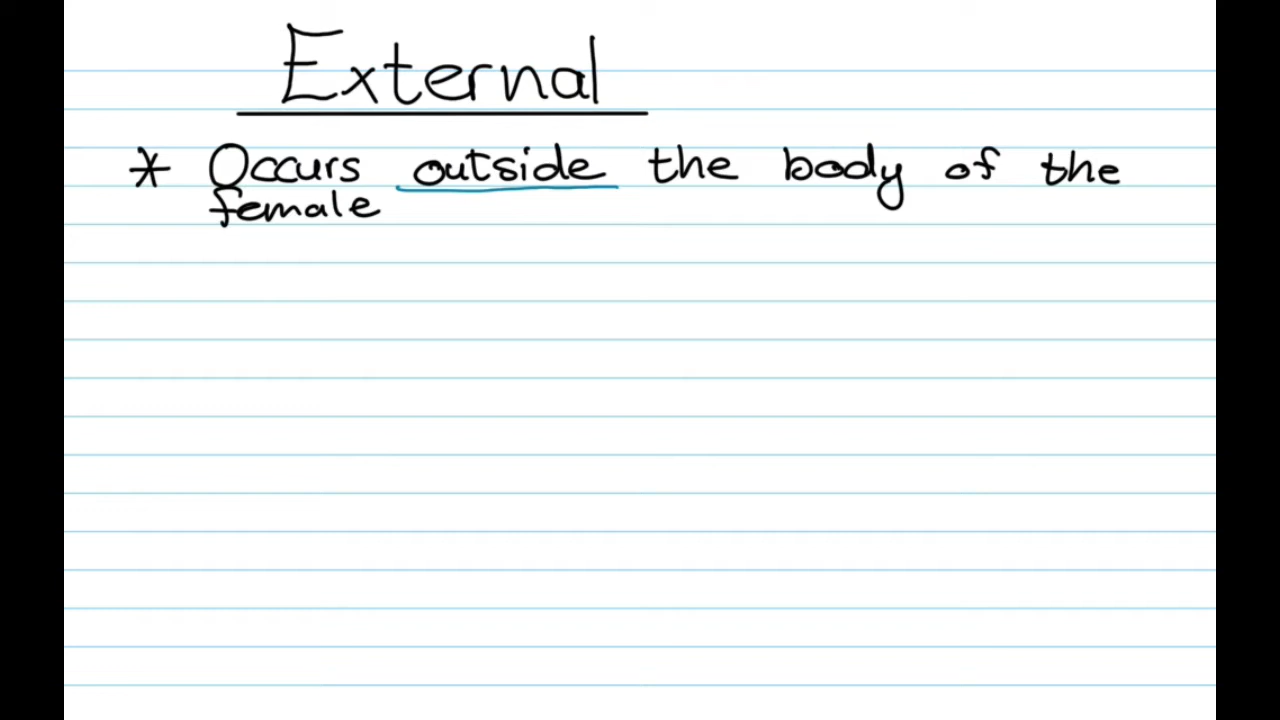 External
* Occurs outside the body of the
female